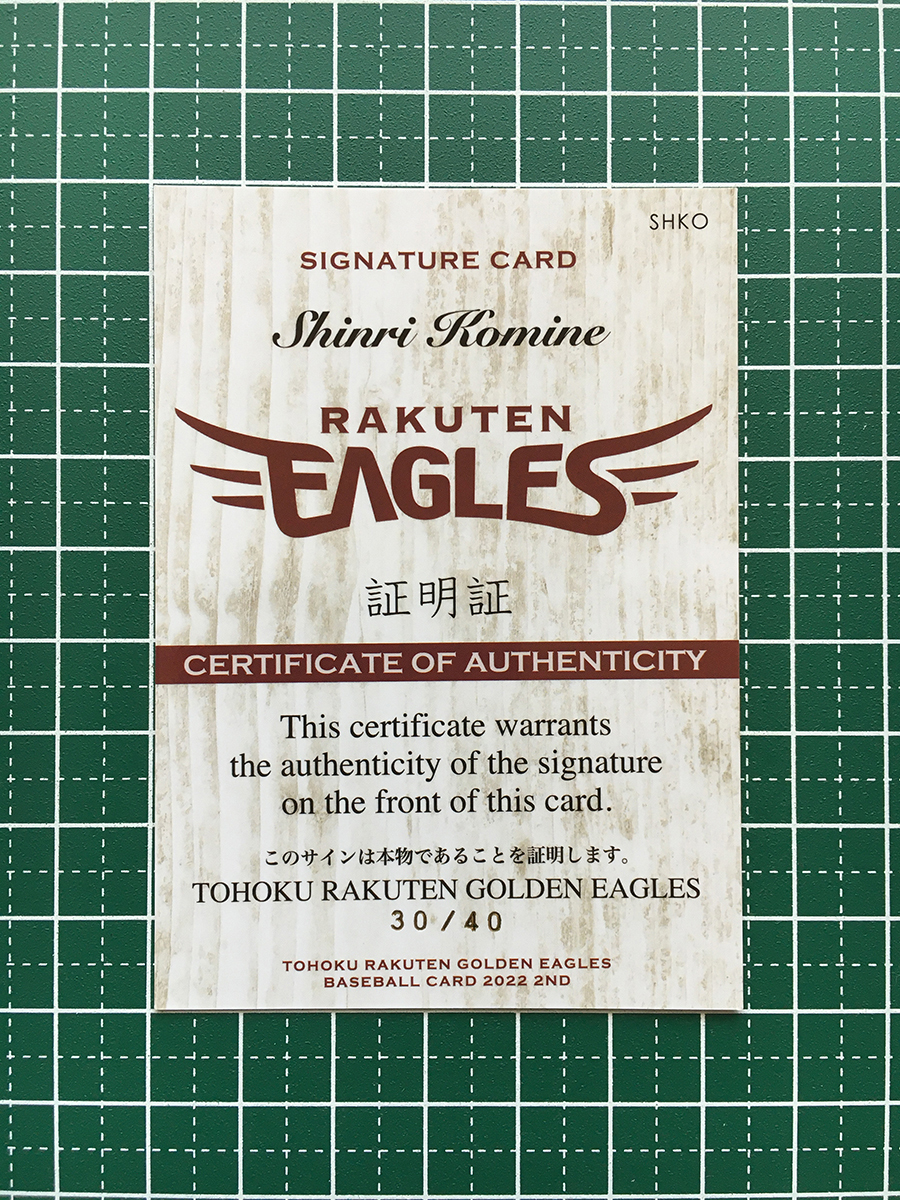 SHKO
SIGNATURE CARD
Shinri Komine
RAKUTEN
EAGLES
証明証
CERTIFICATE OF AUTHENTICITY
This certificate warrants
the authenticity of the signature
on the front of this card.
このサインは本物であることを証明します。
TOHOKU RAKUTEN GOLDEN EAGLES
30/40
TOHOKU RAKUTEN GOLDEN EAGLES
BASEBALL CARD 2022 2ND